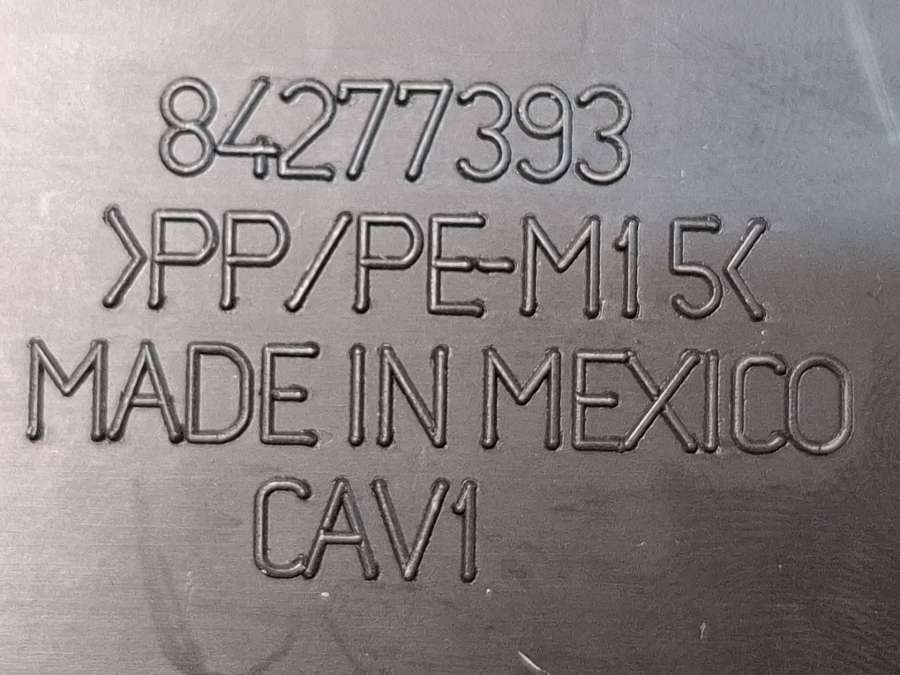 84277393
>PP/PE-M15<
MADE IN MEXICO
CAV1